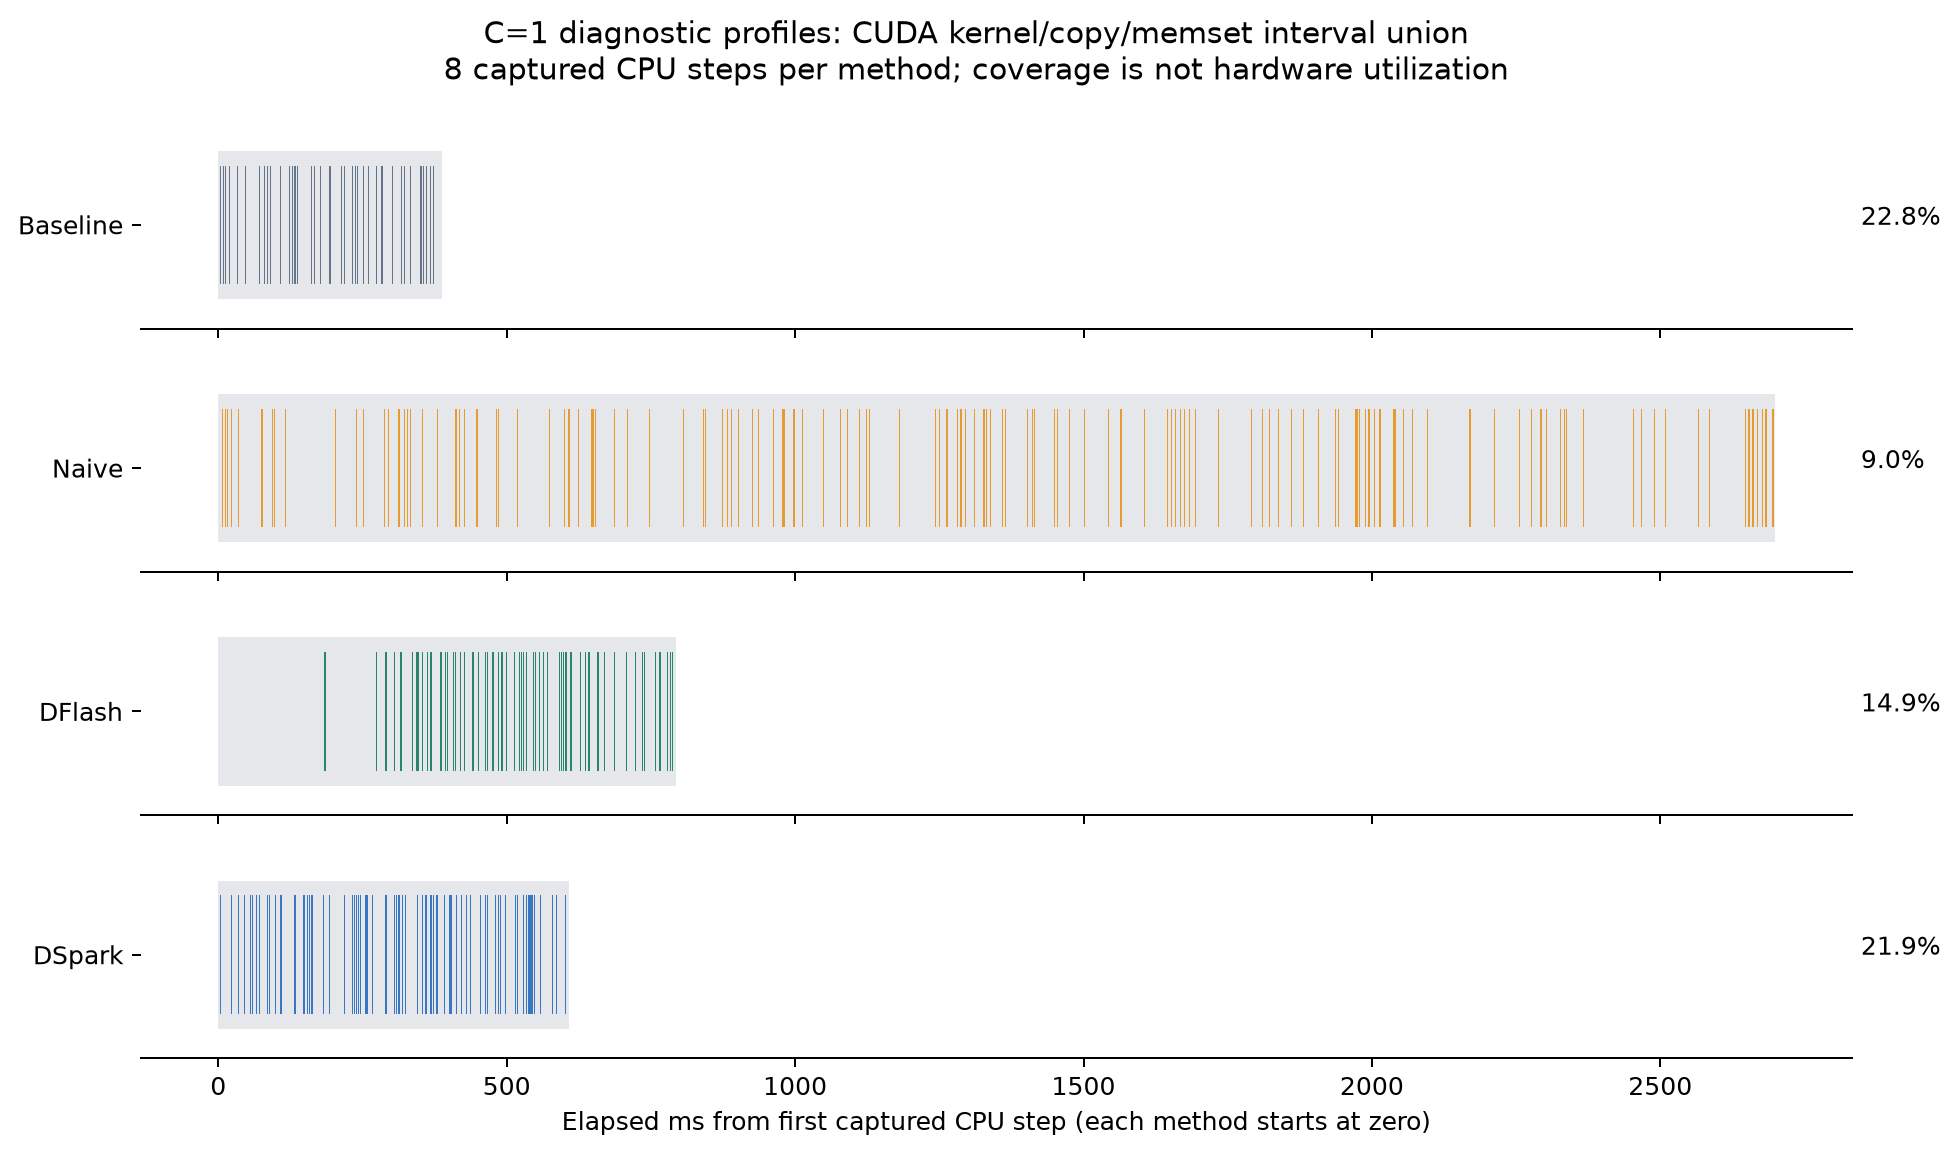 C=1 diagnostic profiles: CUDA kernel/copy/memset interval union
8 captured CPU steps per method; coverage is not hardware utilization
Baseline
22.8%
Naive
9.0%
DFlash
14.9%
DSpark
21.9%
0 500 1000 1500 2000 2500
Elapsed ms from first captured CPU step (each method starts at zero)